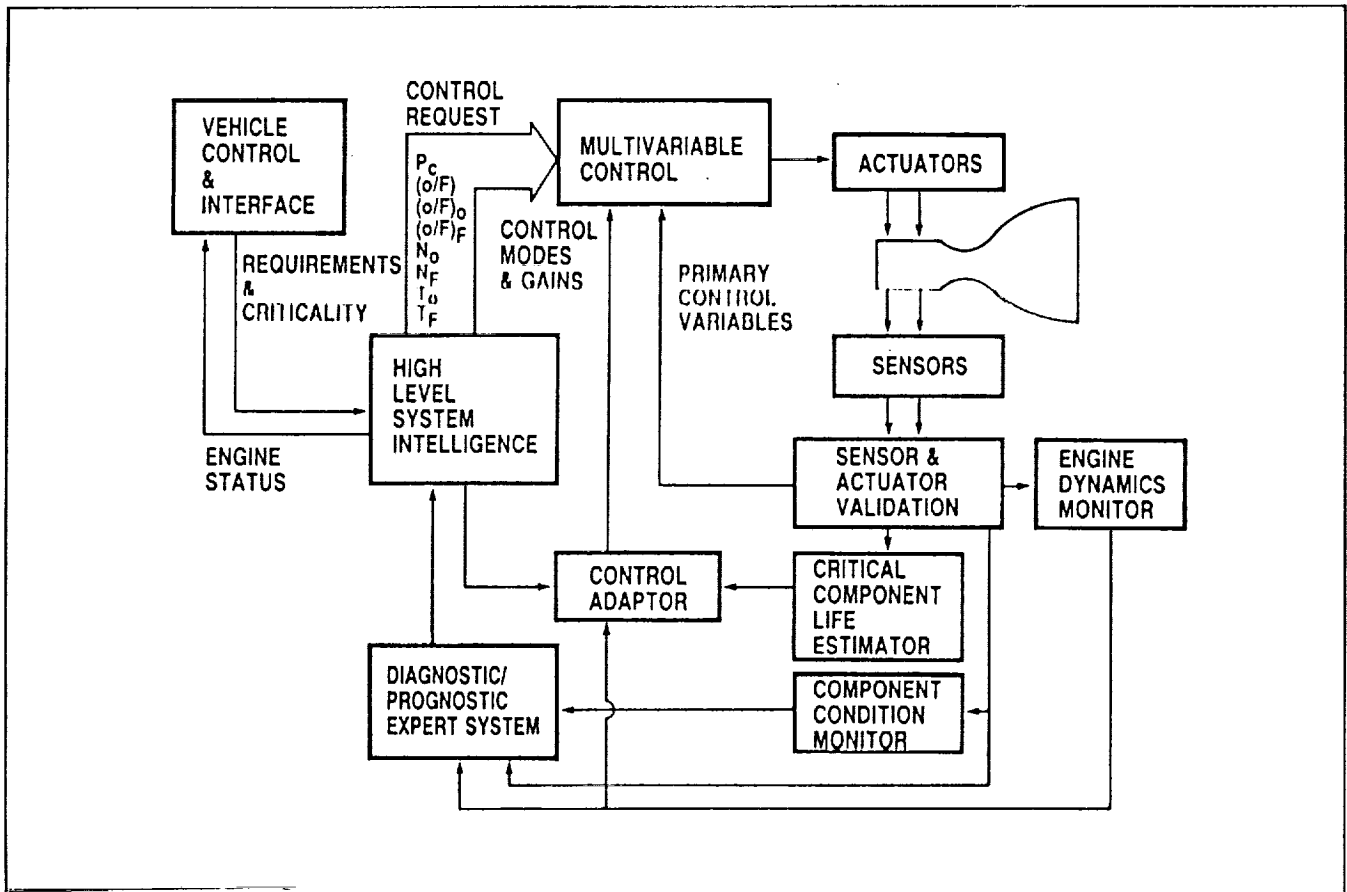 VEHICLE
CONTROL
&
INTERFACE
CONTROL
REQUEST
MULTIVARIABLE
CONTROL
ACTUATORS
Pc
(o/F)
(o/F)o
(o/F)F
No
NF
To
TF
CONTROL
MODES
& GAINS
REQUIREMENTS
&
CRITICALITY
PRIMARY
CONTROL
VARIABLES
SENSORS
HIGH
LEVEL
SYSTEM
INTELLIGENCE
ENGINE
STATUS
SENSOR &
ACTUATOR
VALIDATION
ENGINE
DYNAMICS
MONITOR
CONTROL
ADAPTOR
CRITICAL
COMPONENT
LIFE
ESTIMATOR
DIAGNOSTIC/
PROGNOSTIC
EXPERT SYSTEM
COMPONENT
CONDITION
MONITOR